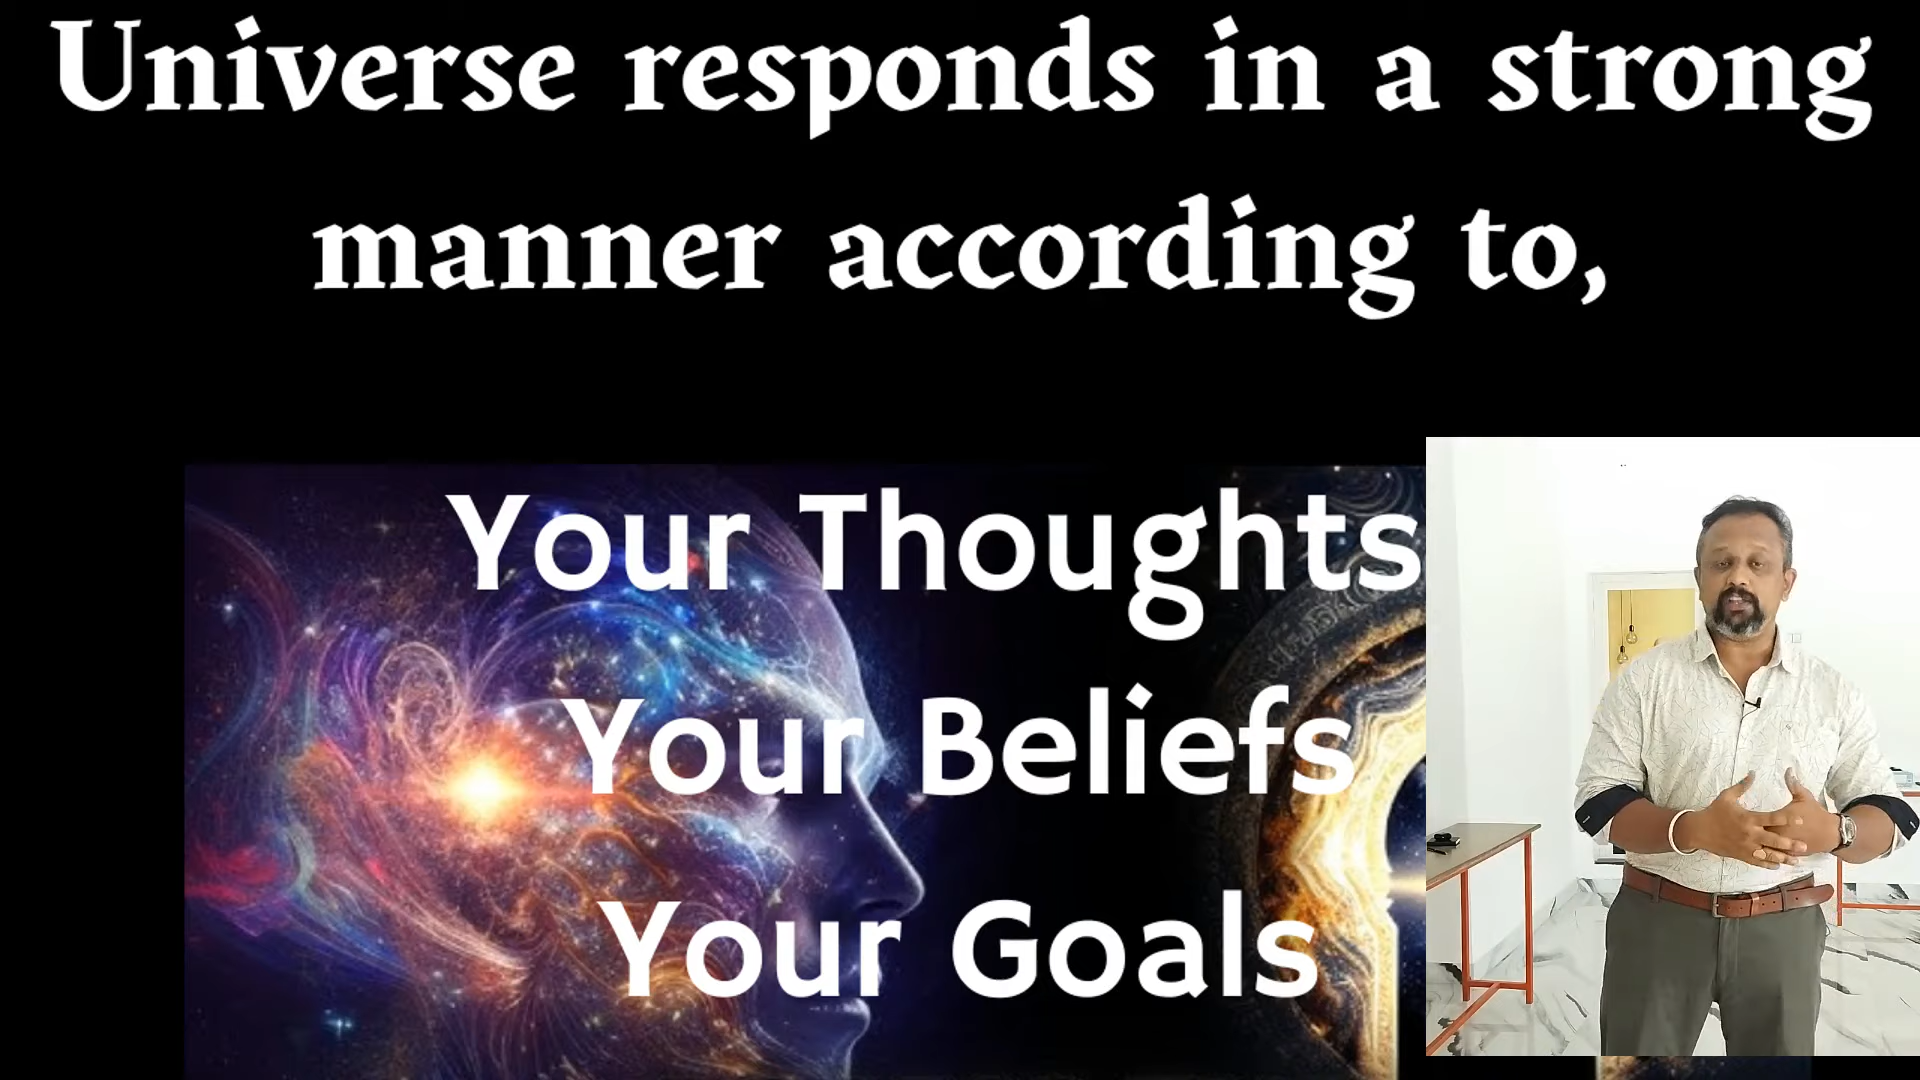 Universe responds in a strong
manner according to,
Your Thoughts
Your Beliefs
Your Goals